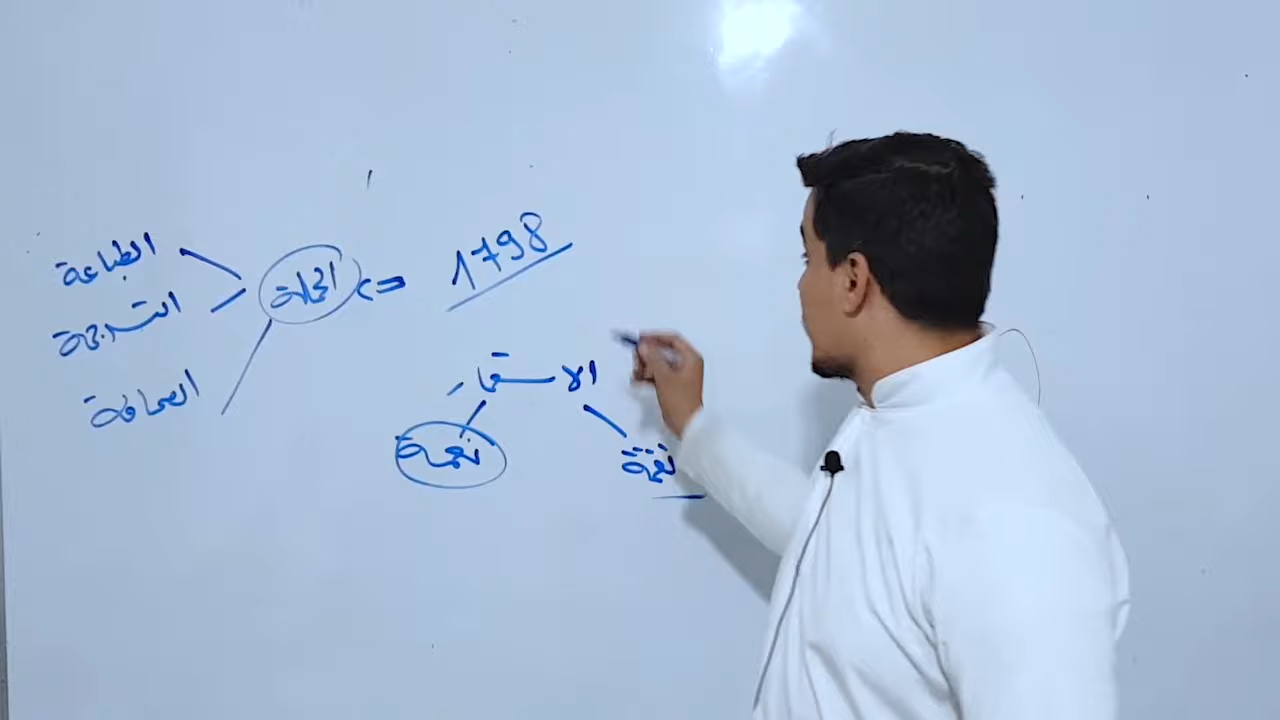 1798 => الحملة
الطباعة
الترجمة
الصحافة
الاستعمار
نقمة
نعمة